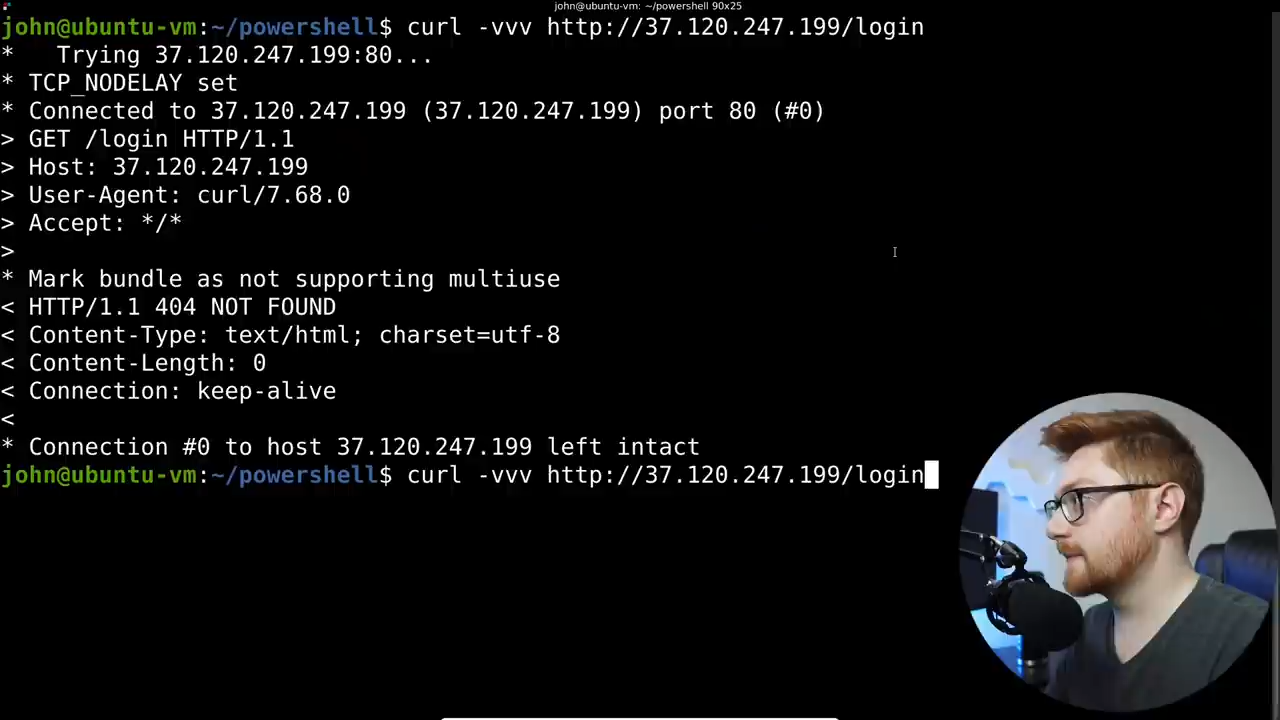 john@ubuntu-vm: ~/powershell 90x25
john@ubuntu-vm:~/powershell$ curl -vvv http://37.120.247.199/login
*   Trying 37.120.247.199:80...
* TCP_NODELAY set
* Connected to 37.120.247.199 (37.120.247.199) port 80 (#0)
> GET /login HTTP/1.1
> Host: 37.120.247.199
> User-Agent: curl/7.68.0
> Accept: */*
>
* Mark bundle as not supporting multiuse
< HTTP/1.1 404 NOT FOUND
< Content-Type: text/html; charset=utf-8
< Content-Length: 0
< Connection: keep-alive
<
* Connection #0 to host 37.120.247.199 left intact
john@ubuntu-vm:~/powershell$ curl -vvv http://37.120.247.199/login